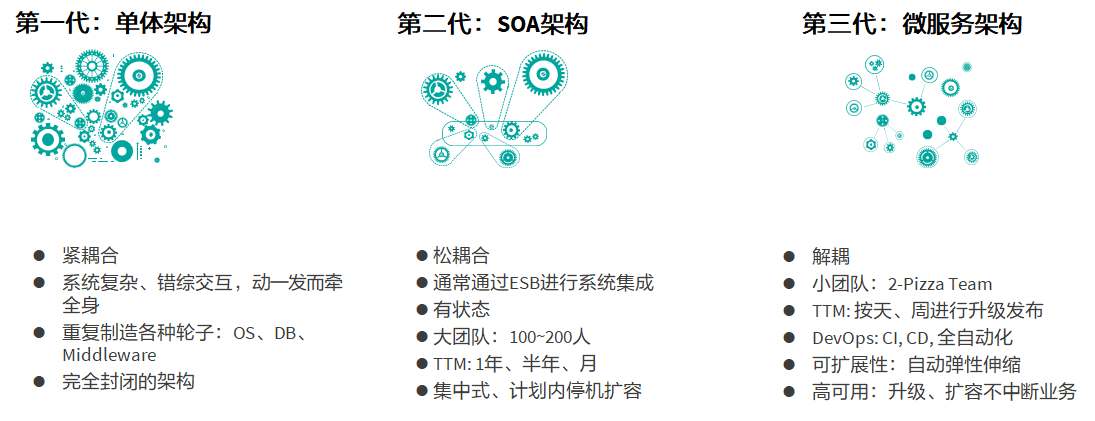 第一代：单体架构
紧耦合
系统复杂、错综交互，动一发而牵
全身
重复制造各种轮子：OS、DB、
Middleware
完全封闭的架构
第二代：SOA架构
松耦合
通常通过ESB进行系统集成
有状态
大团队：100~200人
TTM: 1年、半年、月
集中式、计划内停机扩容
第三代：微服务架构
解耦
小团队：2-Pizza Team
TTM: 按天、周进行升级发布
DevOps: CI, CD, 全自动化
可扩展性：自动弹性伸缩
高可用：升级、扩容不中断业务